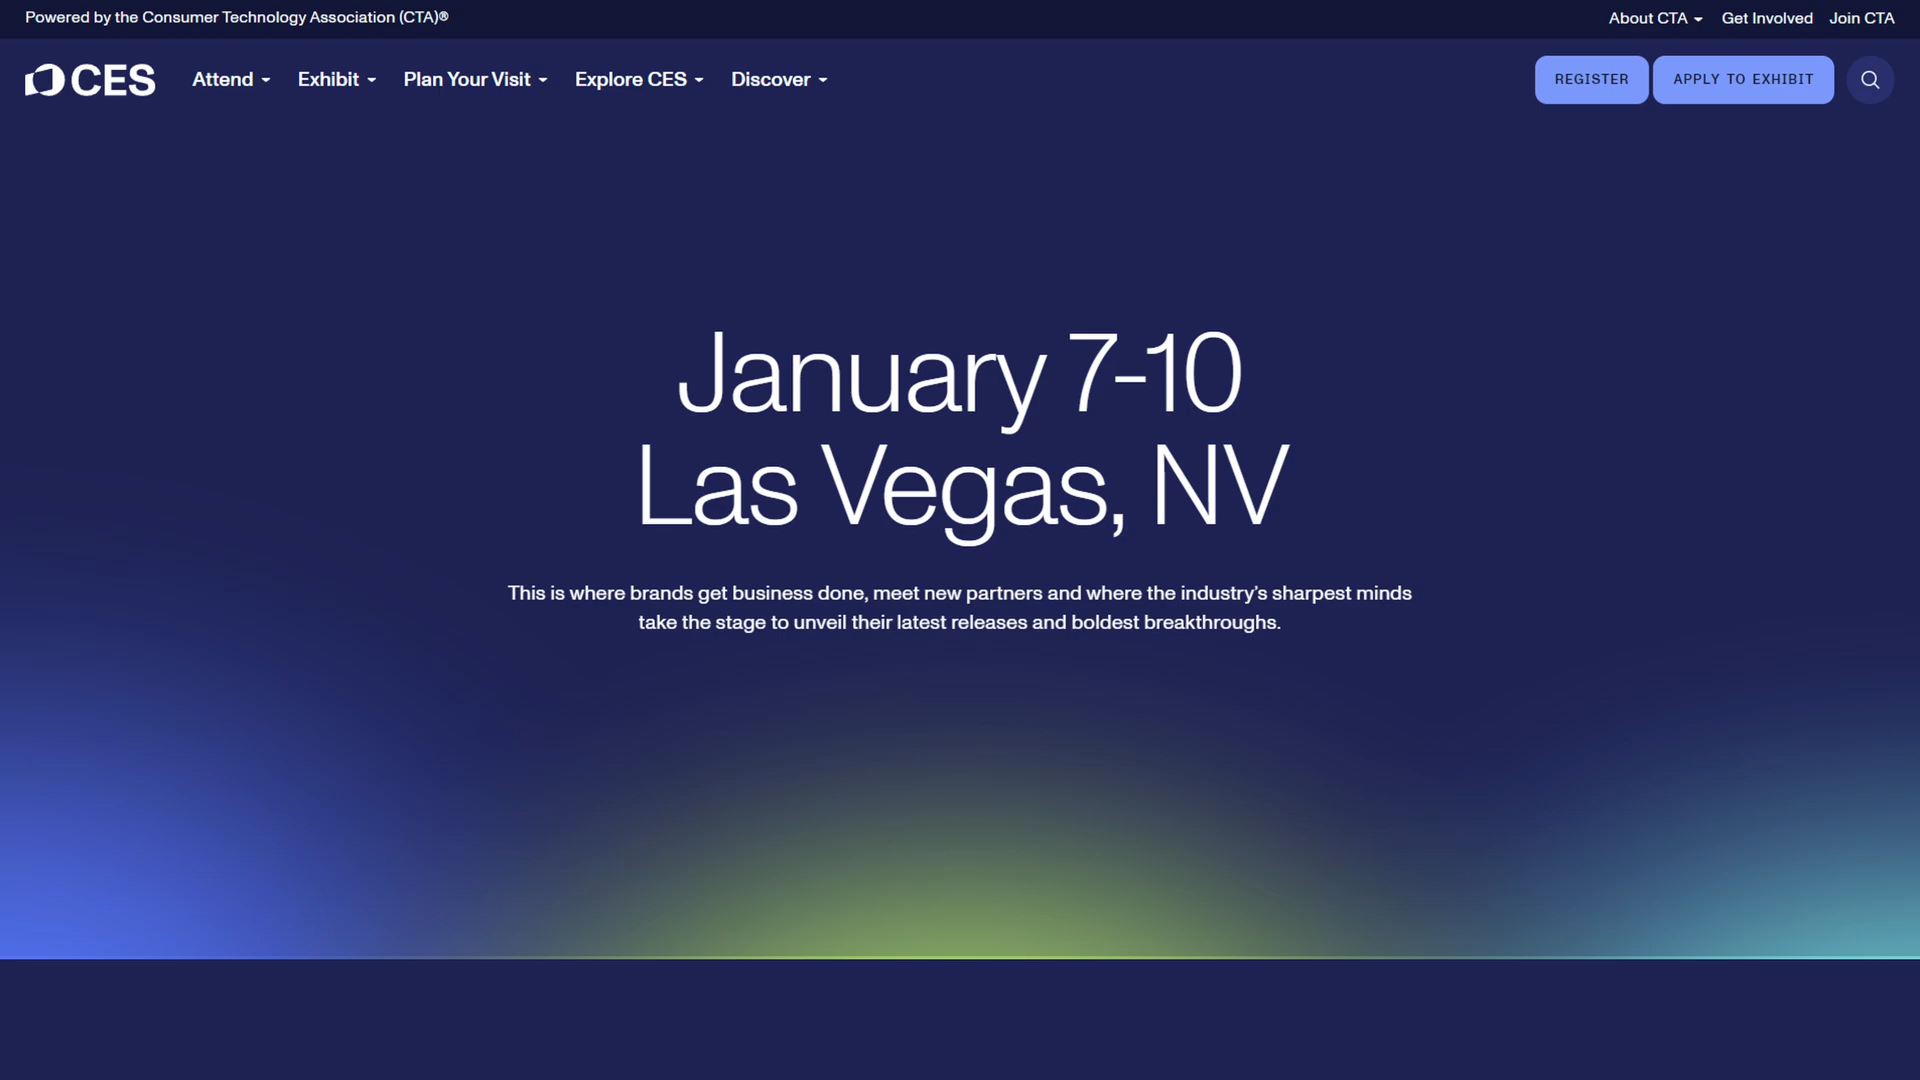 Powered by the Consumer Technology Association (CTA)®
About CTA
Get Involved
Join CTA
CES
Attend
Exhibit
Plan Your Visit
Explore CES
Discover
REGISTER
APPLY TO EXHIBIT
January 7-10
Las Vegas, NV
This is where brands get business done, meet new partners and where the industry’s sharpest minds
take the stage to unveil their latest releases and boldest breakthroughs.